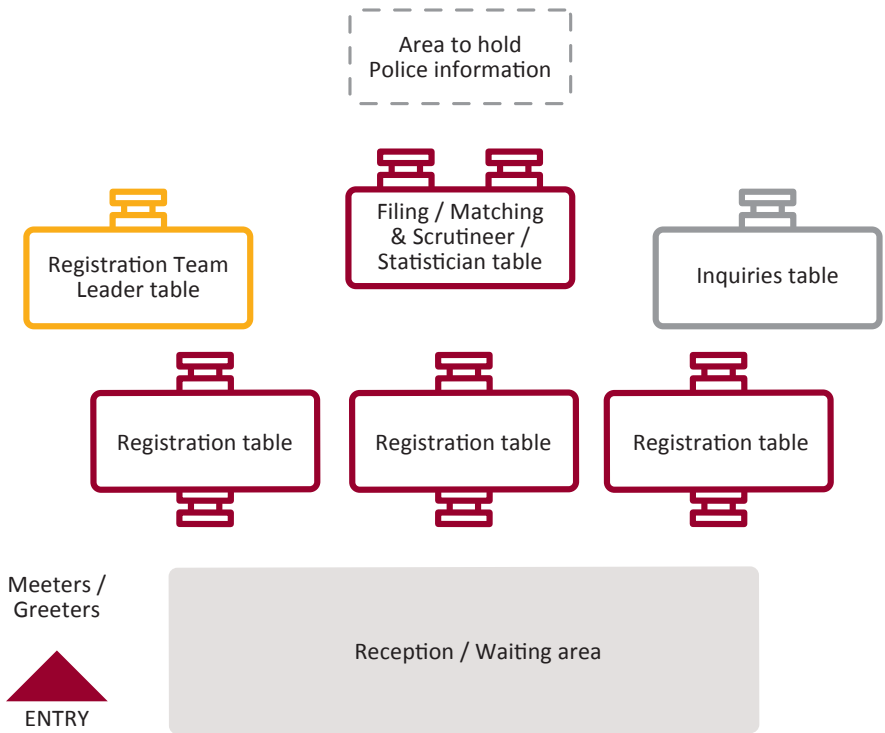 Area to hold
Police information
Filing / Matching
& Scrutineer /
Statistician table
Registration Team
Leader table
Inquiries table
Registration table
Registration table
Registration table
Meeters /
Greeters
Reception / Waiting area
ENTRY